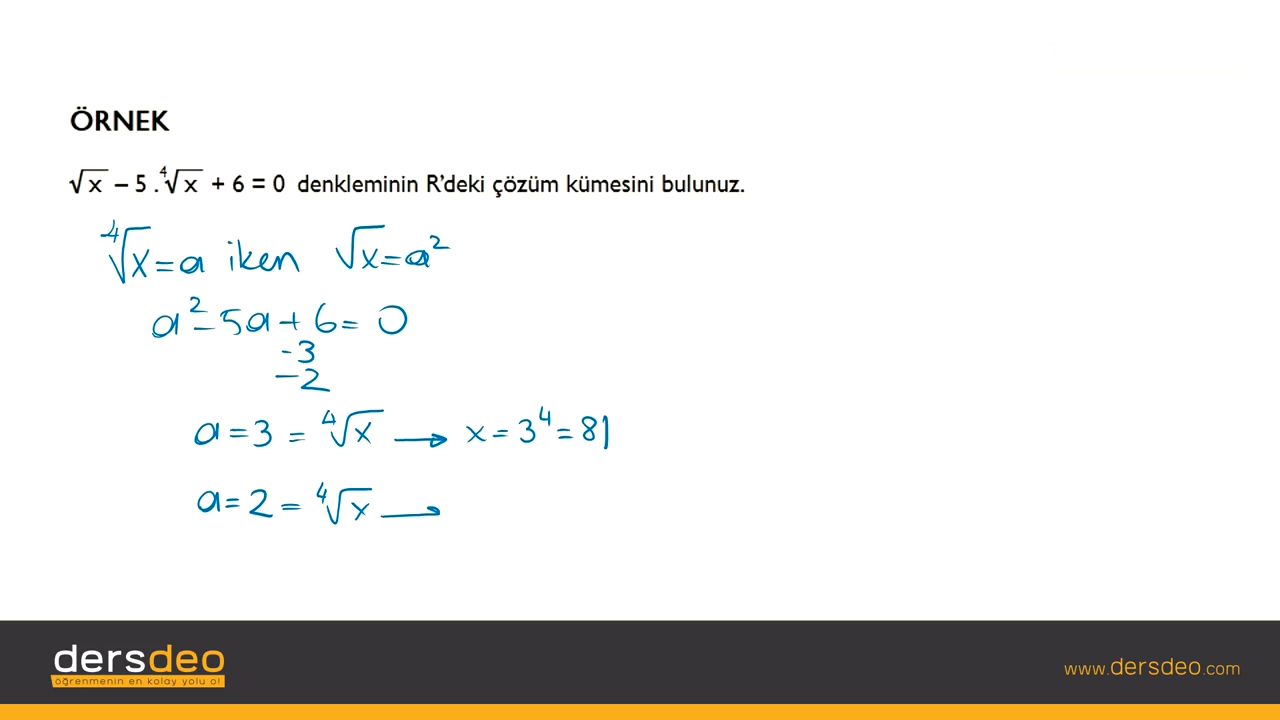 ÖRNEK
√x – 5 . ⁴√x + 6 = 0 denkleminin R'deki çözüm kümesini bulunuz.
⁴√x = a iken √x = a²
a² – 5a + 6 = 0
-3
-2
a = 3 = ⁴√x → x = 3⁴ = 81
a = 2 = ⁴√x →
dersdeo
öğrenmenin en kolay yolu o!
www.dersdeo.com